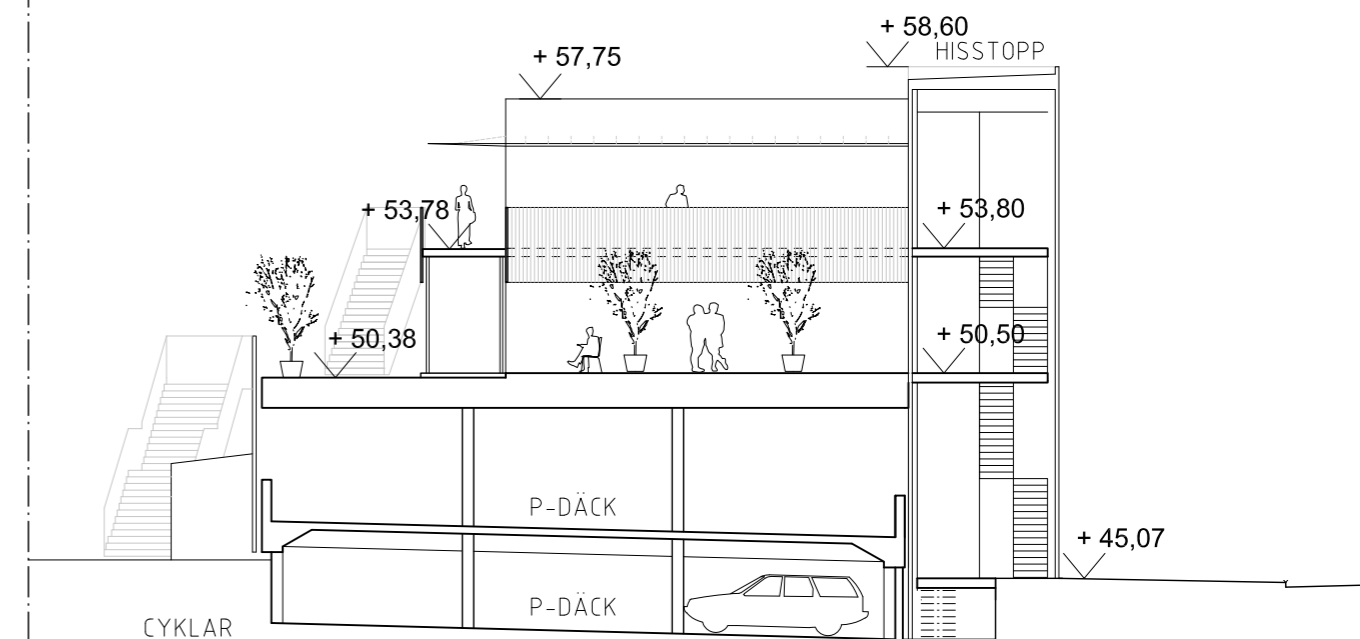 + 58,60
HISSTOPP
+ 57,75
+ 53,78
+ 53,80
+ 50,38
+ 50,50
P-DÄCK
+ 45,07
P-DÄCK
CYKLAR